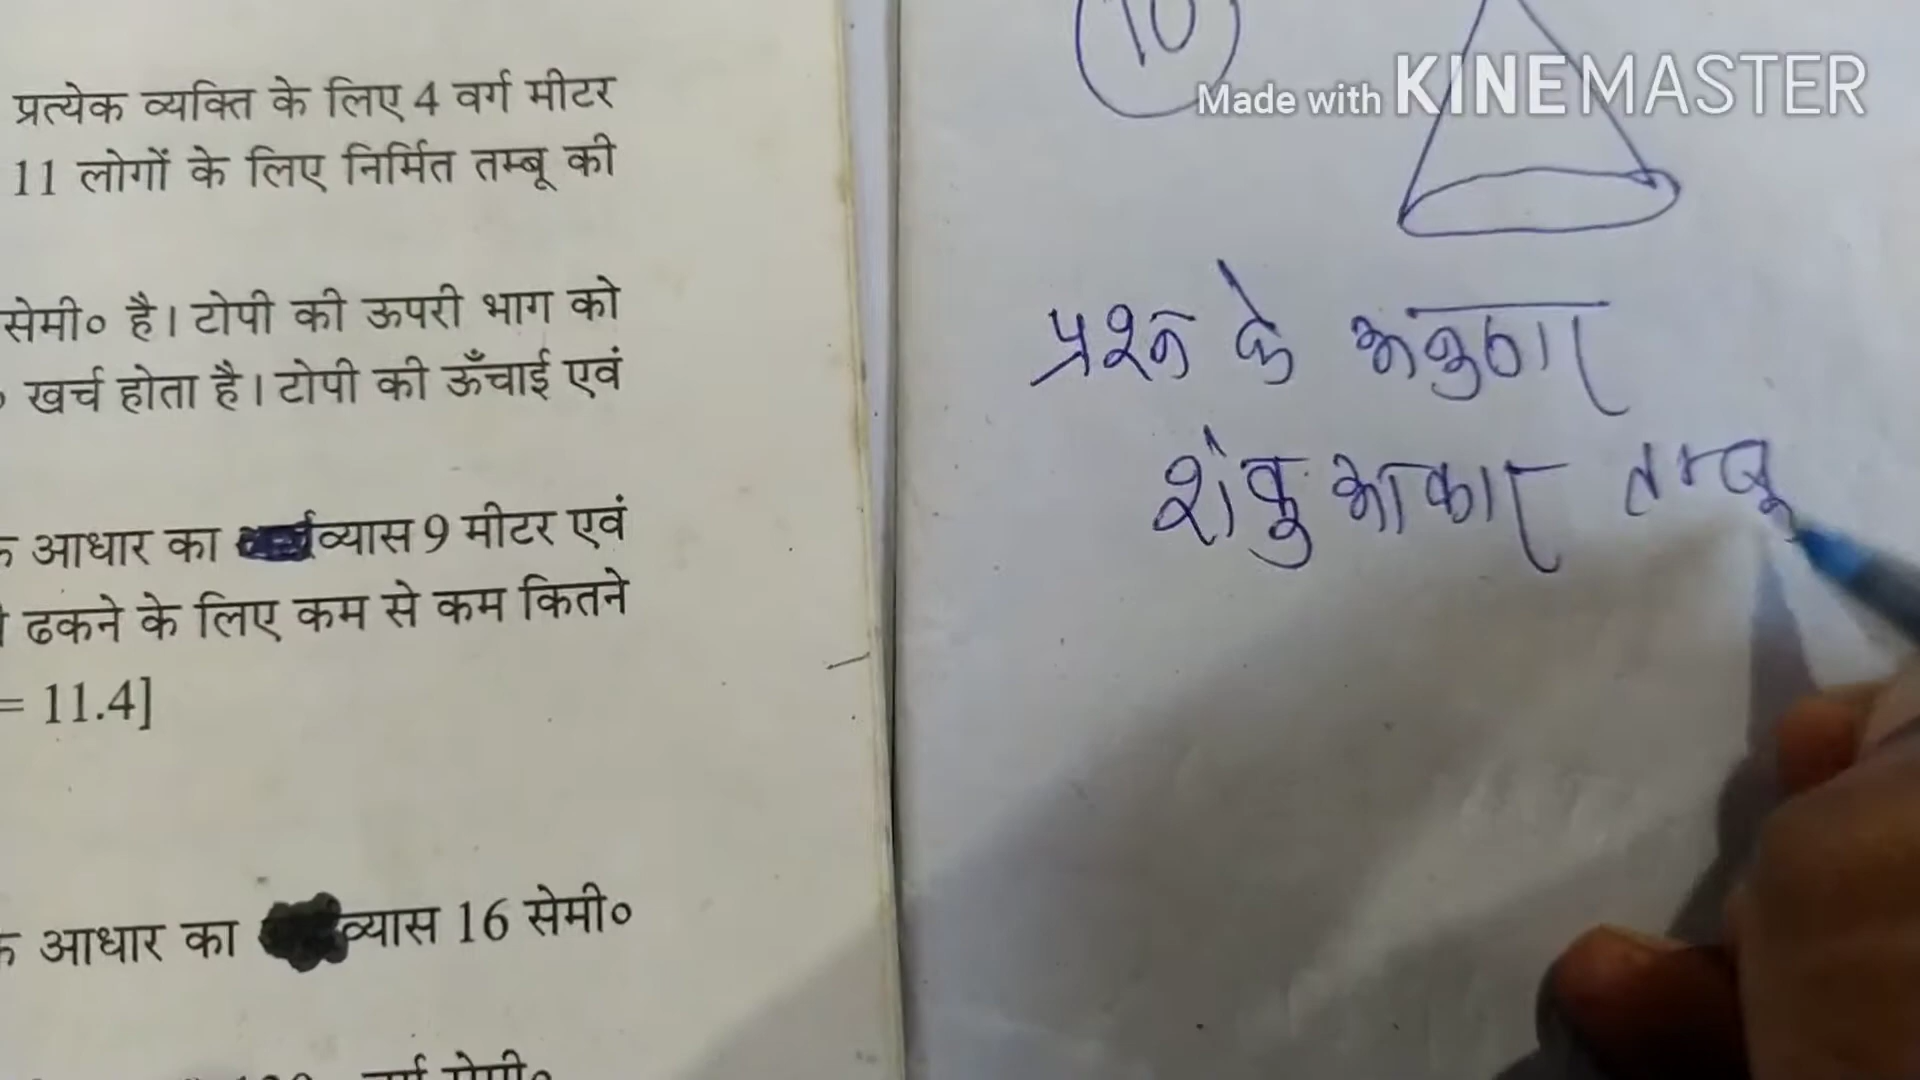 प्रत्येक व्यक्ति के लिए 4 वर्ग मीटर
11 लोगों के लिए निर्मित तम्बू की
सेमी० है। टोपी की ऊपरी भाग को
खर्च होता है। टोपी की ऊँचाई एवं
आधार का व्यास 9 मीटर एवं
ढकने के लिए कम से कम कितने
= 11.4]
आधार का व्यास 16 सेमी०
10
Made with KINEMASTER
प्रश्न के अनुसार
शंकु आकार तम्बू